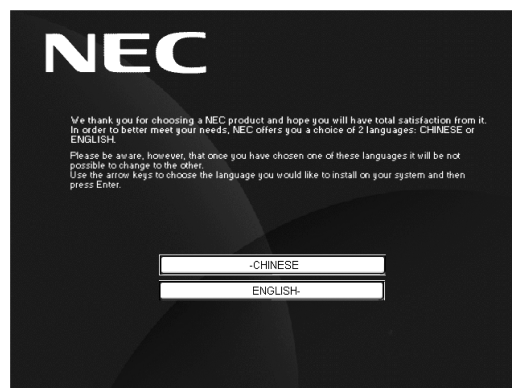 NEC
We thank you for choosing a NEC product and hope you will have total satisfaction from it.
In order to better meet your needs, NEC offers you a choice of 2 languages: CHINESE or
ENGLISH.
Please be aware, however, that once you have chosen one of these languages it will be not
possible to change to the other.
Use the arrow keys to choose the language you would like to install on your system and then
press Enter.
-CHINESE
ENGLISH-